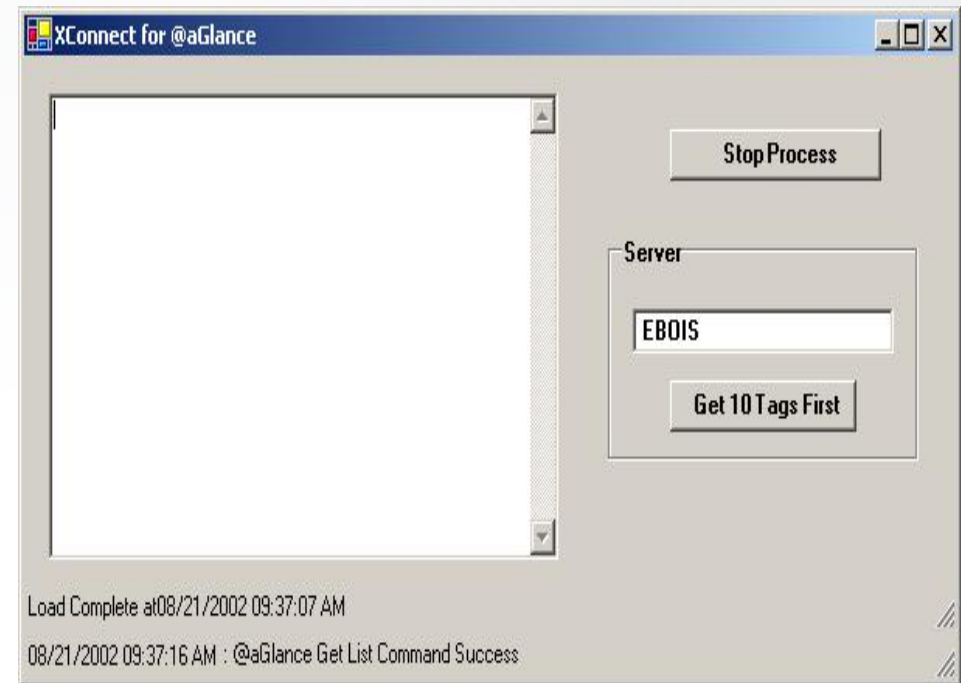 XConnect for @aGlance
Stop Process
Server
EBOIS
Get 10 Tags First
Load Complete at08/21/2002 09:37:07 AM
08/21/2002 09:37:16 AM : @aGlance Get List Command Success